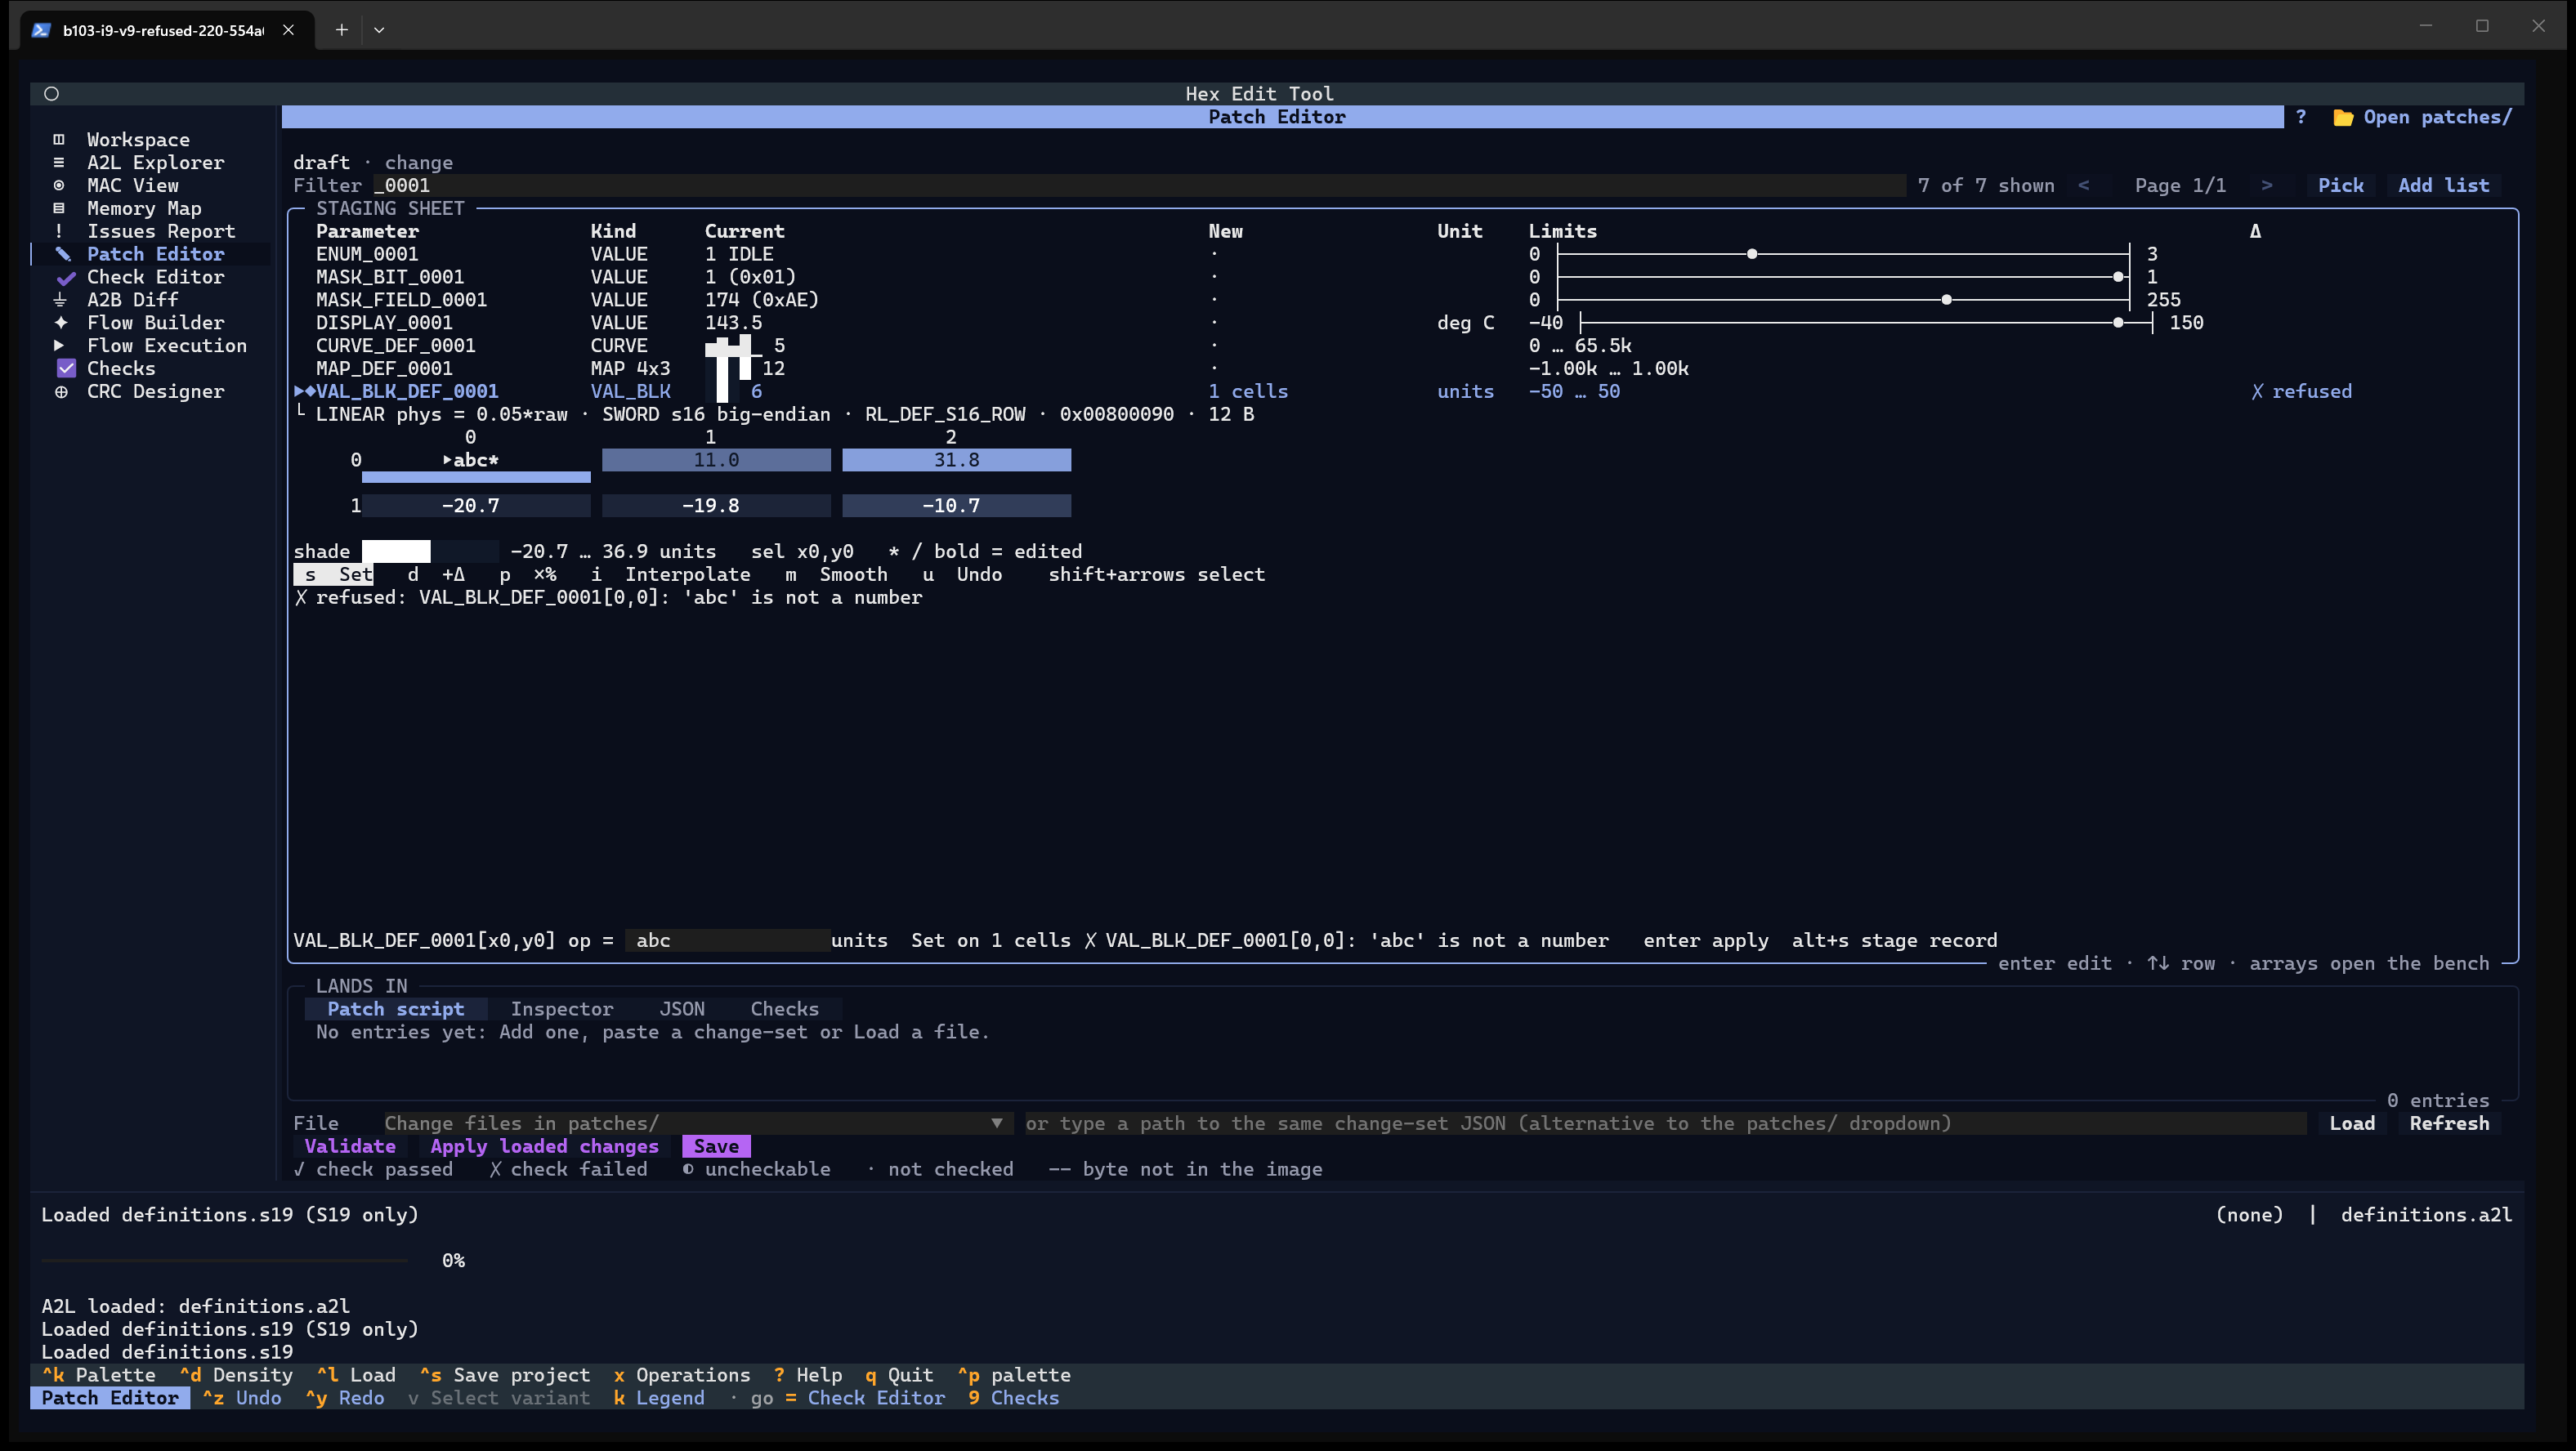 b103-i9-v9-refused-220-554a
Hex Edit Tool
Patch Editor ? Open patches/
Workspace
A2L Explorer
MAC View
Memory Map
! Issues Report
Patch Editor
Check Editor
A2B Diff
Flow Builder
Flow Execution
Checks
CRC Designer
draft · change
Filter _0001 7 of 7 shown < Page 1/1 > Pick Add list
STAGING SHEET
Parameter Kind Current New Unit Limits Δ
ENUM_0001 VALUE 1 IDLE · 0 3
MASK_BIT_0001 VALUE 1 (0x01) · 0 1
MASK_FIELD_0001 VALUE 174 (0xAE) · 0 255
DISPLAY_0001 VALUE 143.5 · deg C -40 150
CURVE_DEF_0001 CURVE 5 · 0 … 65.5k
MAP_DEF_0001 MAP 4x3 12 · -1.00k … 1.00k
▶◆VAL_BLK_DEF_0001 VAL_BLK 6 1 cells units -50 … 50 ✗ refused
└ LINEAR phys = 0.05*raw · SWORD s16 big-endian · RL_DEF_S16_ROW · 0x00800090 · 12 B
0 1 2
0 ▸abc* 11.0 31.8
1 -20.7 -19.8 -10.7
shade -20.7 … 36.9 units sel x0,y0 * / bold = edited
s Set d +Δ p ×% i Interpolate m Smooth u Undo shift+arrows select
✗ refused: VAL_BLK_DEF_0001[0,0]: 'abc' is not a number
VAL_BLK_DEF_0001[x0,y0] op = abc units Set on 1 cells ✗ VAL_BLK_DEF_0001[0,0]: 'abc' is not a number enter apply alt+s stage record
enter edit · ↑↓ row · arrays open the bench
LANDS IN
Patch script Inspector JSON Checks
No entries yet: Add one, paste a change-set or Load a file.
0 entries
File Change files in patches/ ▼ or type a path to the same change-set JSON (alternative to the patches/ dropdown) Load Refresh
Validate Apply loaded changes Save
✓ check passed ✗ check failed ◐ uncheckable · not checked -- byte not in the image
Loaded definitions.s19 (S19 only) (none) | definitions.a2l
0%
A2L loaded: definitions.a2l
Loaded definitions.s19 (S19 only)
Loaded definitions.s19
^k Palette ^d Density ^l Load ^s Save project x Operations ? Help q Quit ^p palette
Patch Editor ^z Undo ^y Redo v Select variant k Legend · go = Check Editor 9 Checks